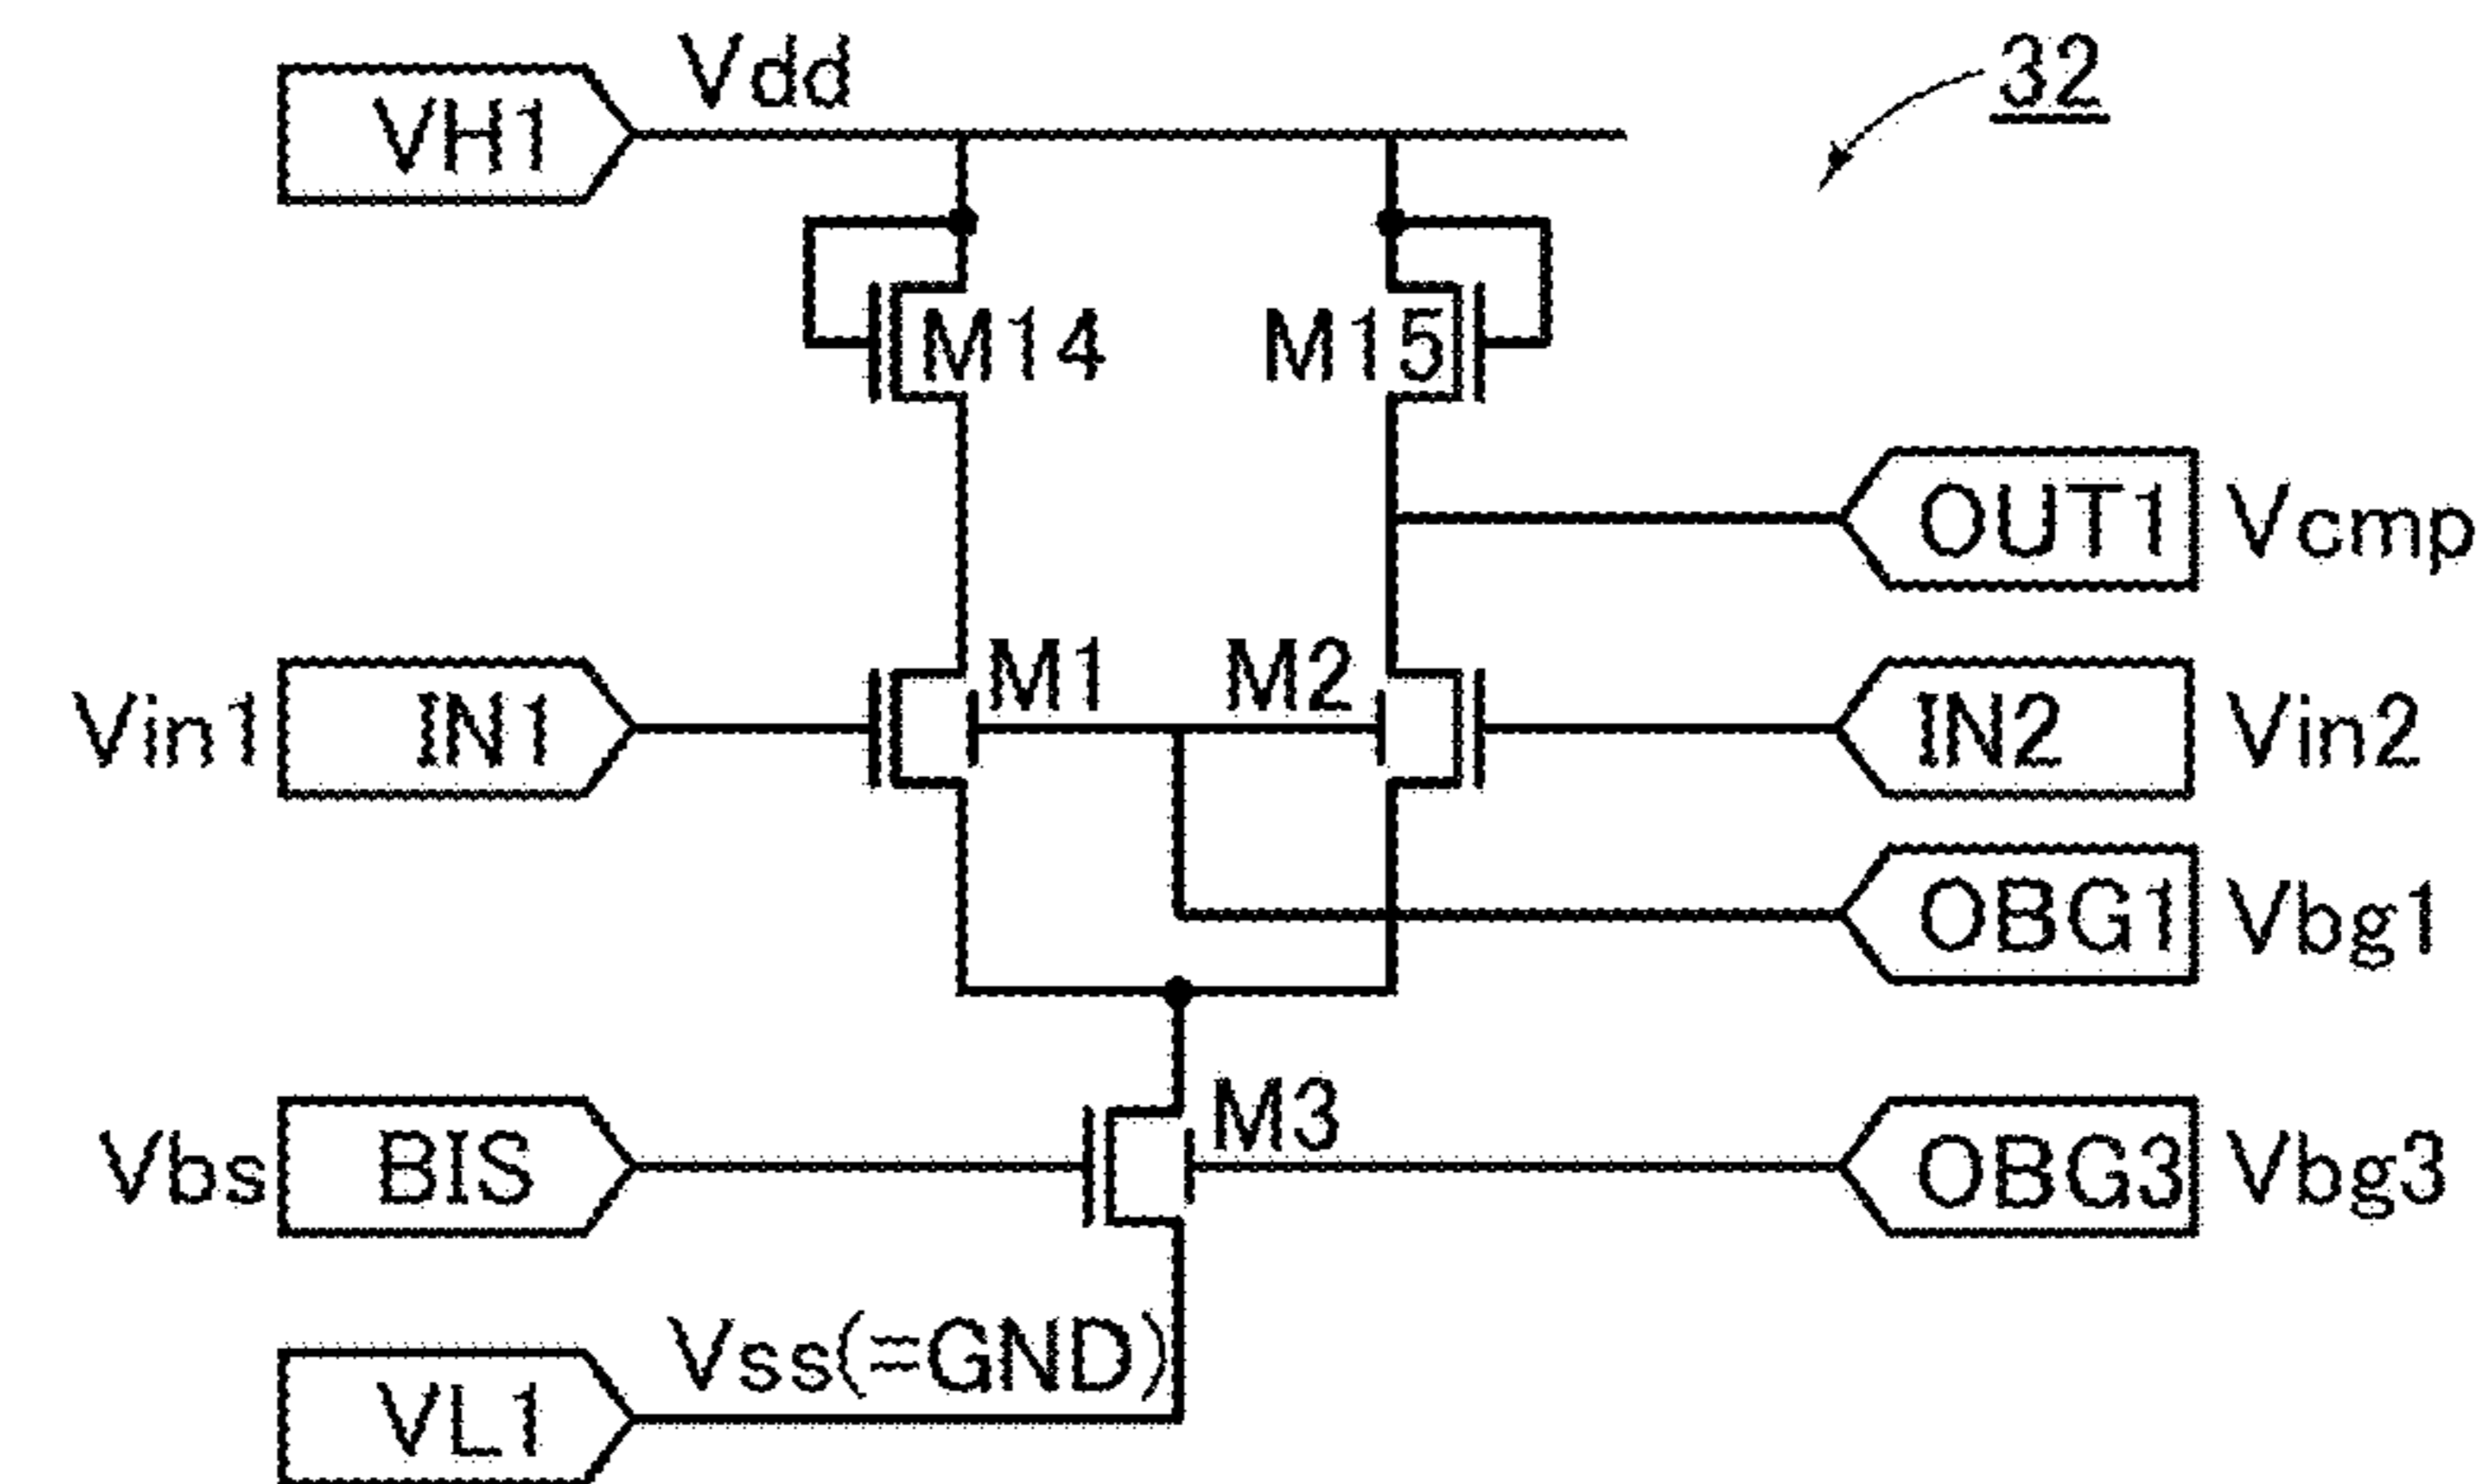 Vdd
32
VH1
M14
M15
OUT1
Vcmp
M1
M2
Vin1
IN1
IN2
Vin2
OBG1
Vbg1
M3
Vbs
BIS
OBG3
Vbg3
Vss(=GND)
VL1